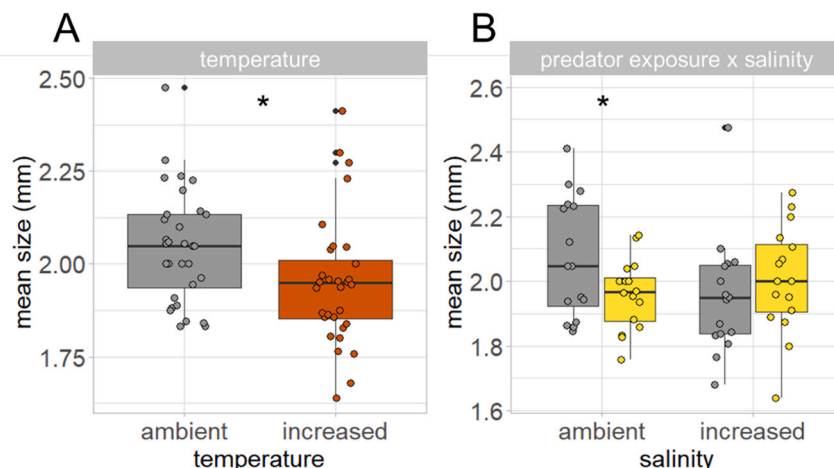 A
temperature
2.50
2.25
2.00
1.75
mean size (mm)
*
ambient increased
temperature
B
predator exposure x salinity
2.6
2.4
2.2
2.0
1.8
1.6
mean size (mm)
*
ambient increased
salinity